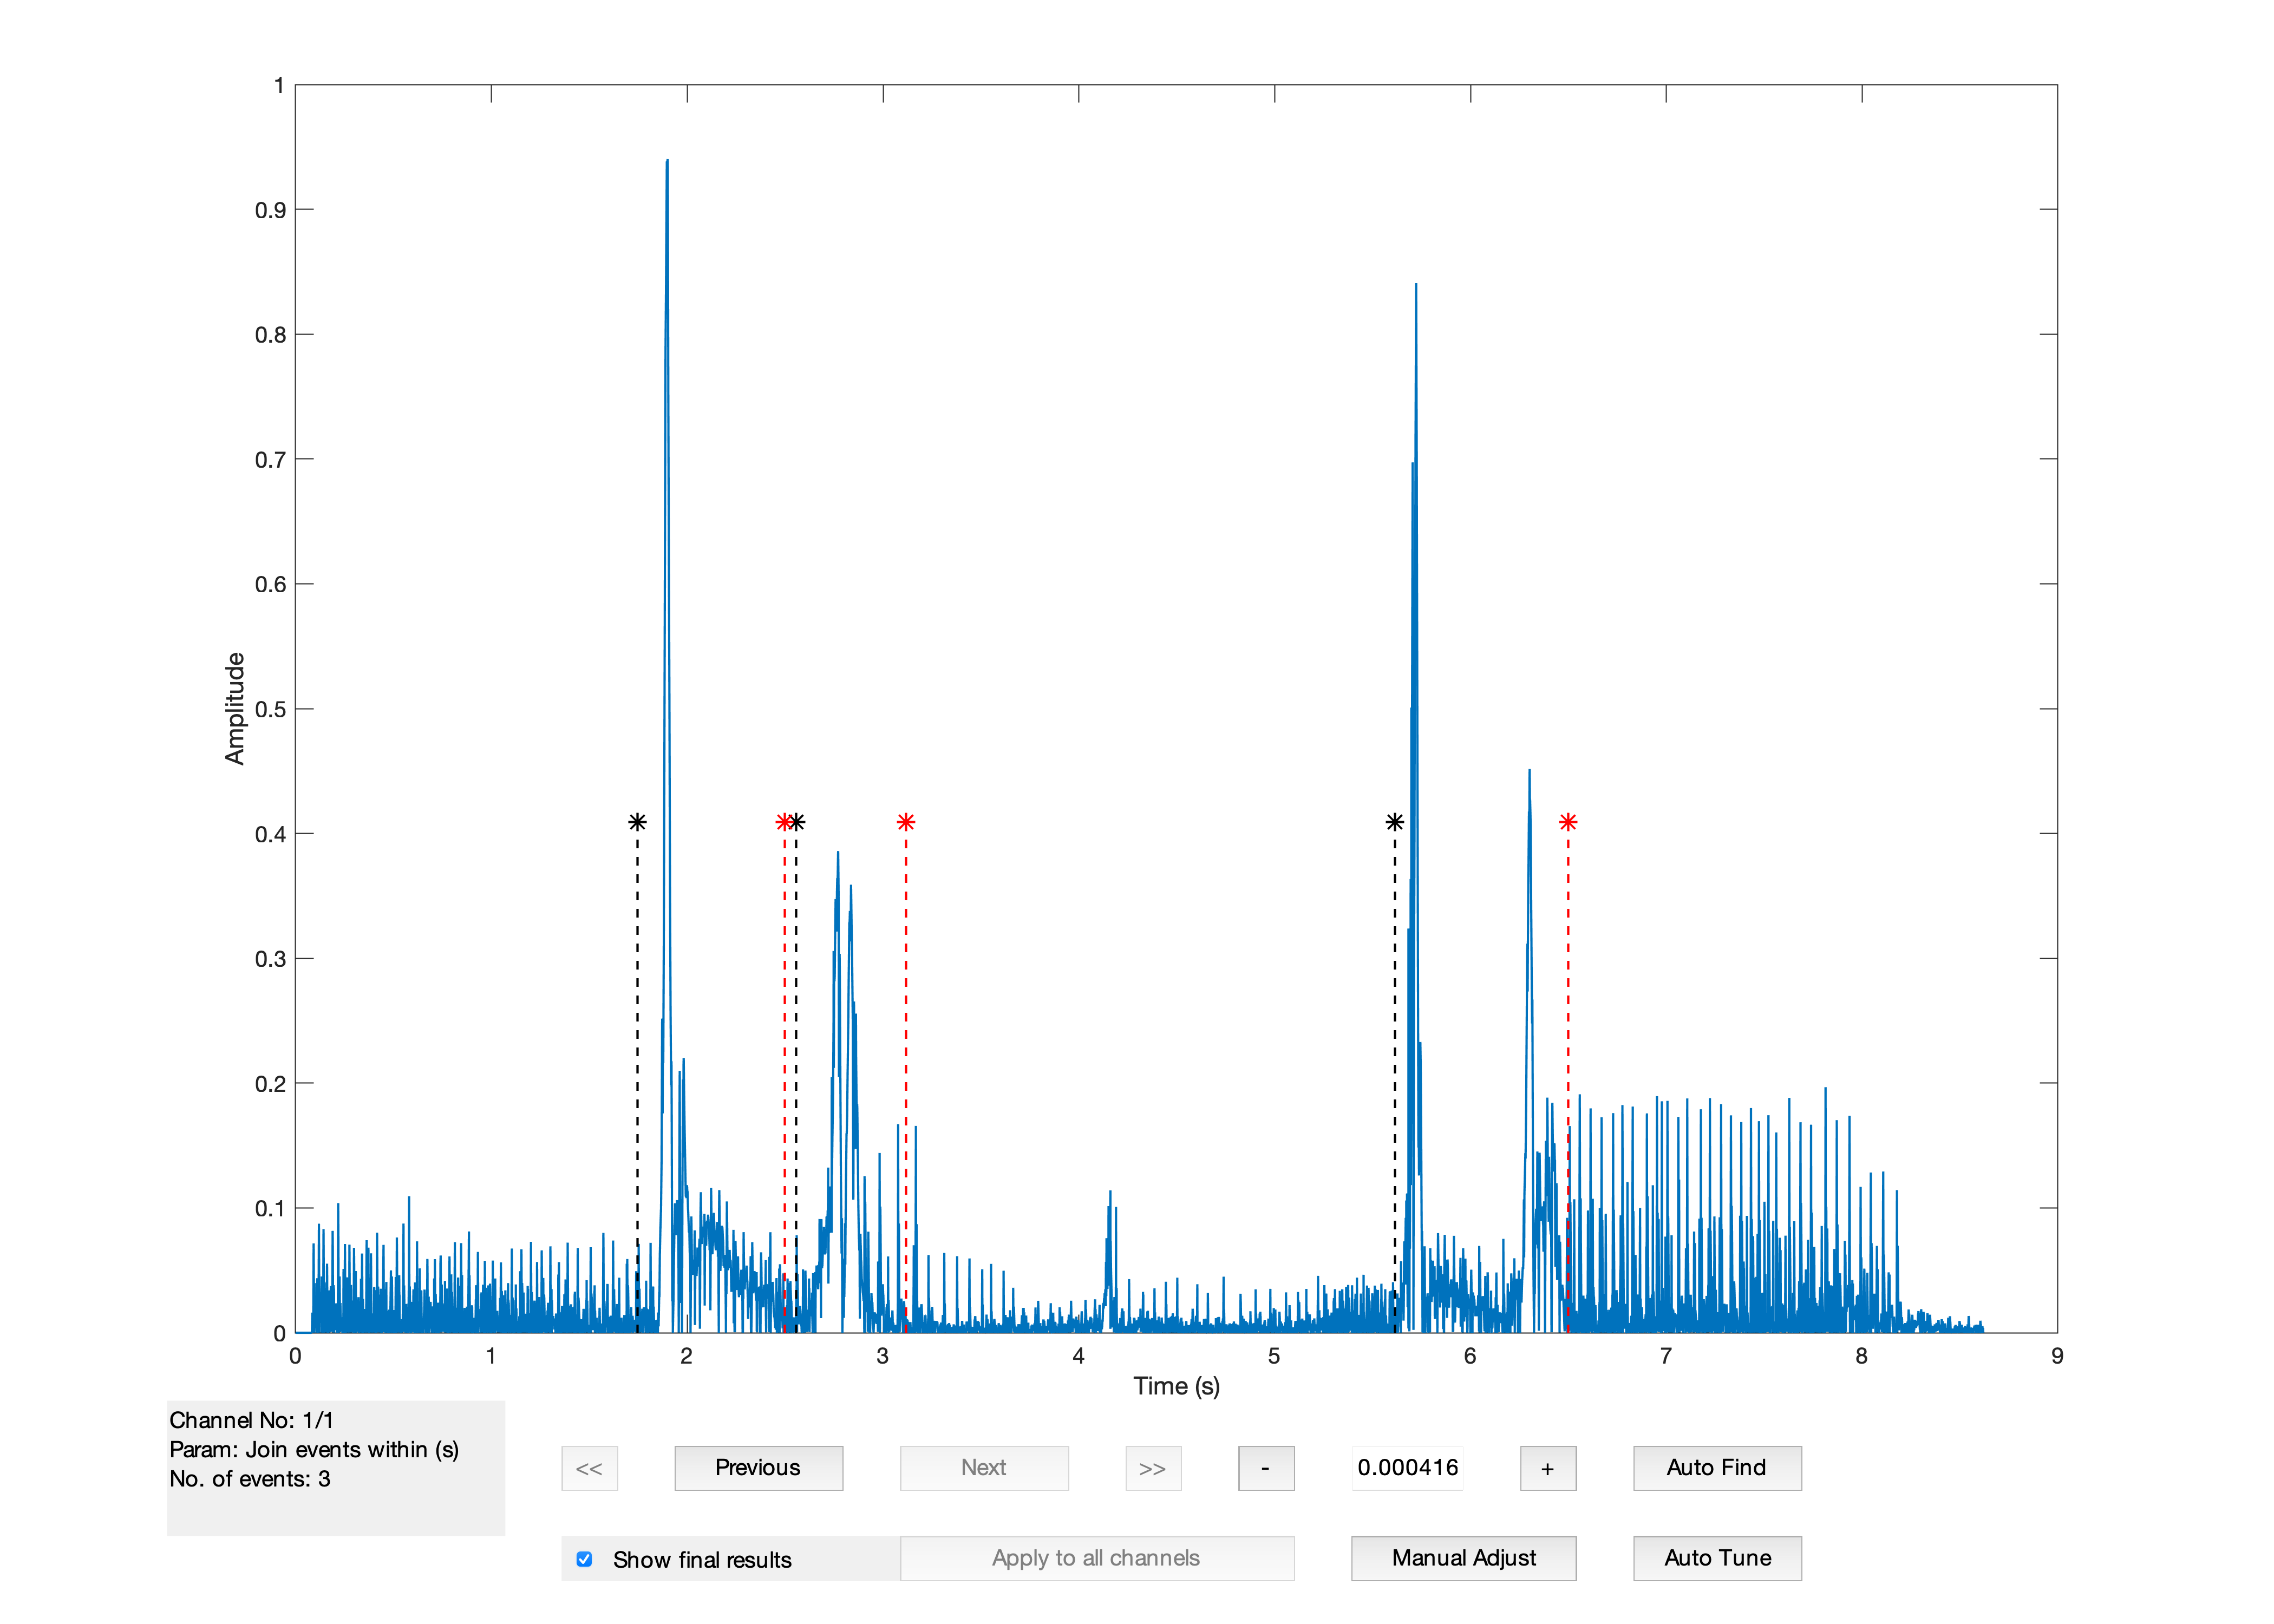 1
0.9
0.8
0.7
0.6
0.5
0.4
0.3
0.2
0.1
0
Amplitude
0 1 2 3 4 5 6 7 8 9
Time (s)
Channel No: 1/1
Param: Join events within (s)
No. of events: 3
<< Previous Next >> - 0.000416 + Auto Find
Show final results Apply to all channels Manual Adjust Auto Tune